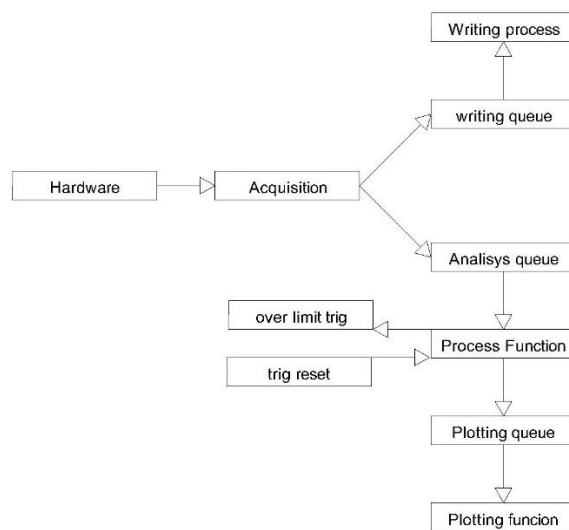 Writing process
writing queue
Hardware
Acquisition
Analisys queue
over limit trig
Process Function
trig reset
Plotting queue
Plotting funcion